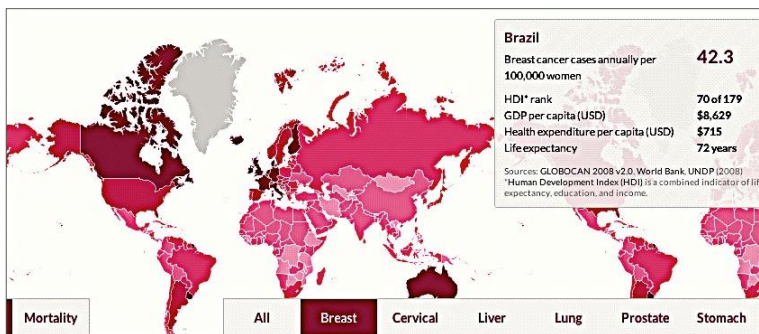 Brazil
Breast cancer cases annually per 42.3
100,000 women
HDI* rank 70 of 179
GDP per capita (USD) $8,629
Health expenditure per capita (USD) $715
Life expectancy 72 years
Sources: GLOBOCAN 2008 v2.0, World Bank, UNDP (2008)
*Human Development Index (HDI) is a combined indicator of lif
expectancy, education, and income.
Mortality All Breast Cervical Liver Lung Prostate Stomach